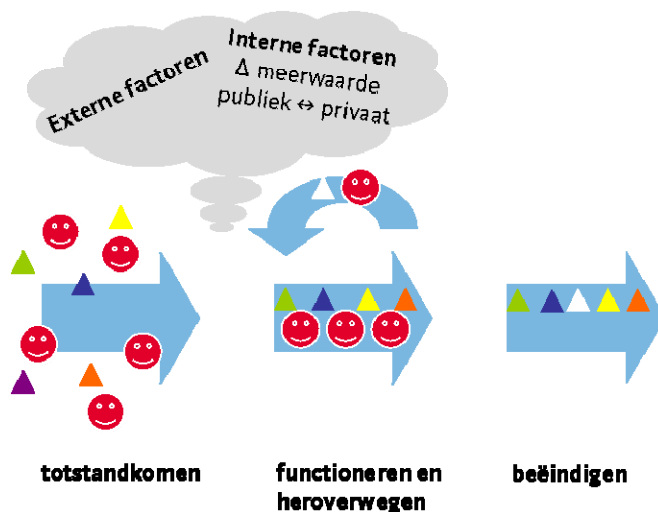 Externe factoren
Interne factoren
Δ meerwaarde
publiek ↔ privaat
totstandkomen
functioneren en
heroverwegen
beëindigen